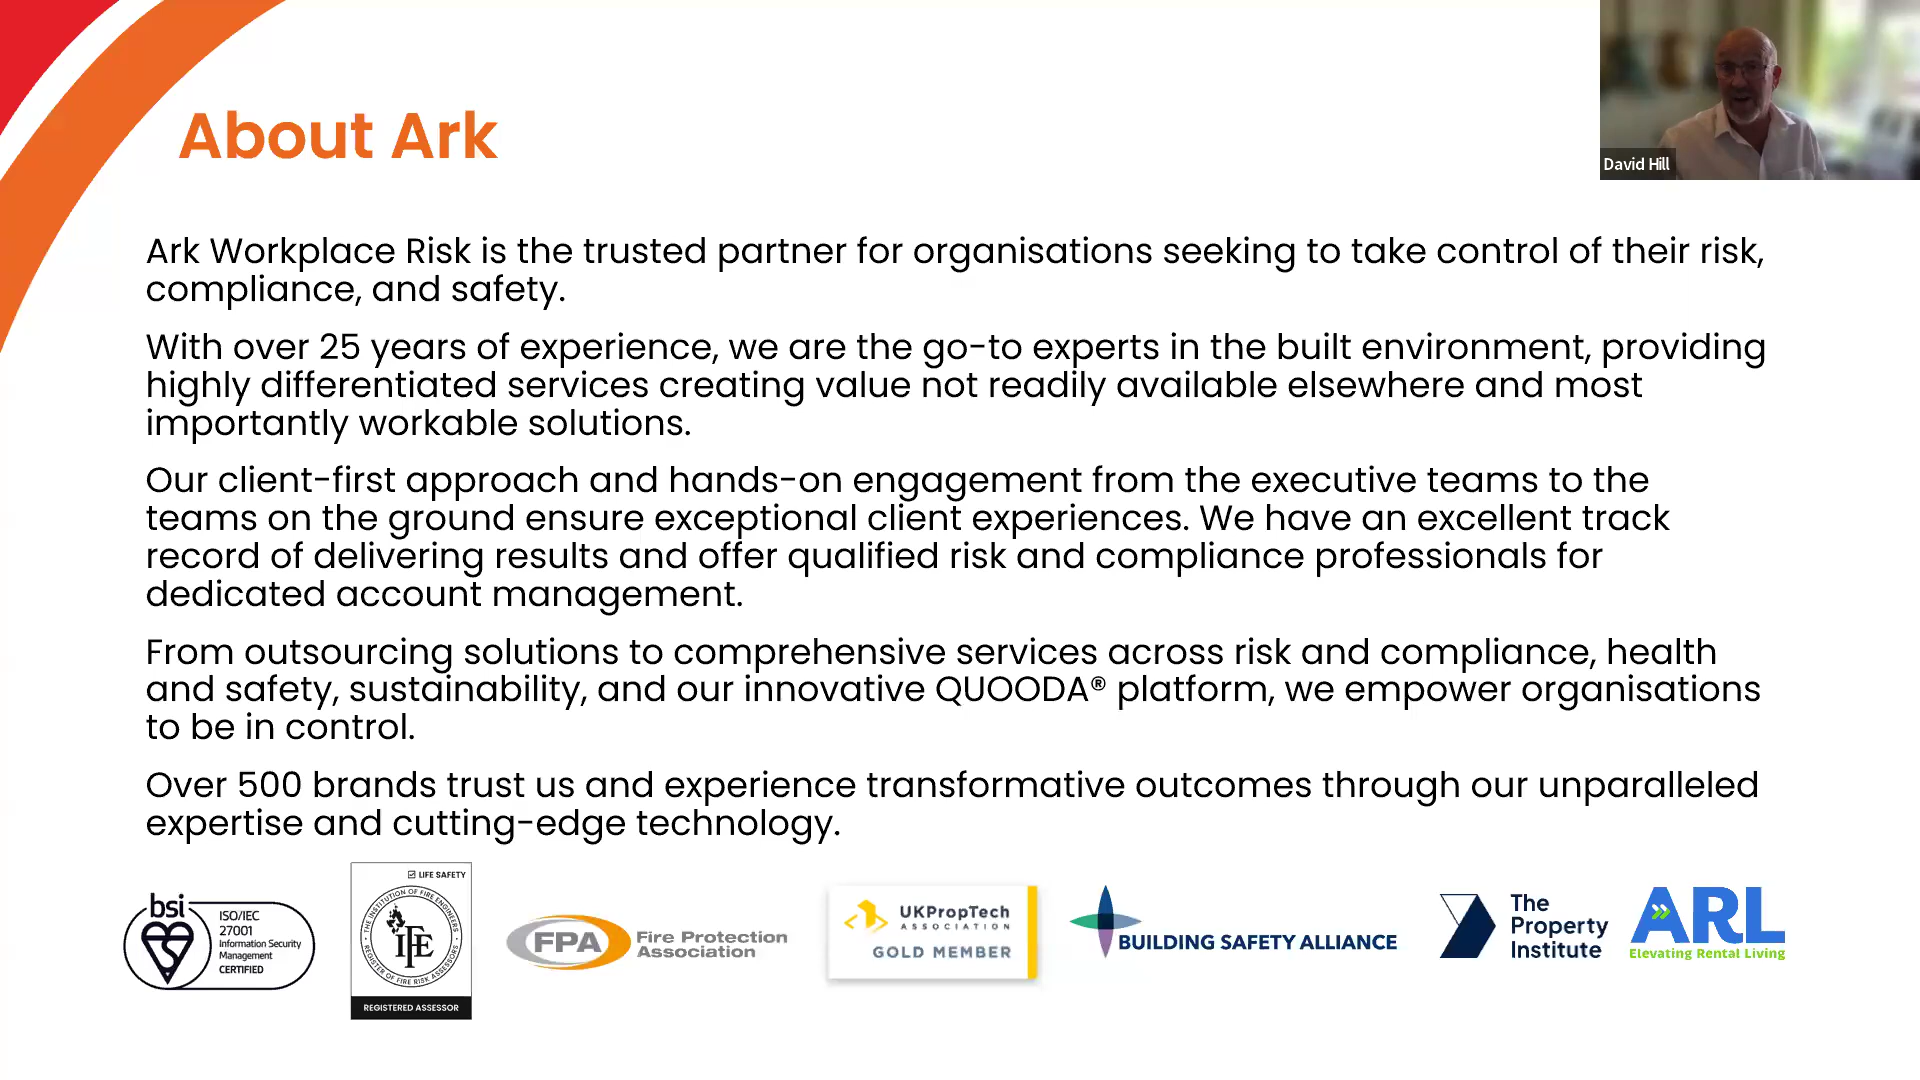 About Ark
David Hill
Ark Workplace Risk is the trusted partner for organisations seeking to take control of their risk,
compliance, and safety.
With over 25 years of experience, we are the go-to experts in the built environment, providing
highly differentiated services creating value not readily available elsewhere and most
importantly workable solutions.
Our client-first approach and hands-on engagement from the executive teams to the
teams on the ground ensure exceptional client experiences. We have an excellent track
record of delivering results and offer qualified risk and compliance professionals for
dedicated account management.
From outsourcing solutions to comprehensive services across risk and compliance, health
and safety, sustainability, and our innovative QUOODA® platform, we empower organisations
to be in control.
Over 500 brands trust us and experience transformative outcomes through our unparalleled
expertise and cutting-edge technology.
bsi
ISO/IEC
27001
Information Security
Management
CERTIFIED
LIFE SAFETY
THE INSTITUTION OF FIRE ENGINEERS
IFE
REGISTER OF FIRE RISK ASSESSORS
REGISTERED ASSESSOR
FPA
Fire Protection
Association
UKPropTech
ASSOCIATION
GOLD MEMBER
BUILDING SAFETY ALLIANCE
The
Property
Institute
ARL
Elevating Rental Living